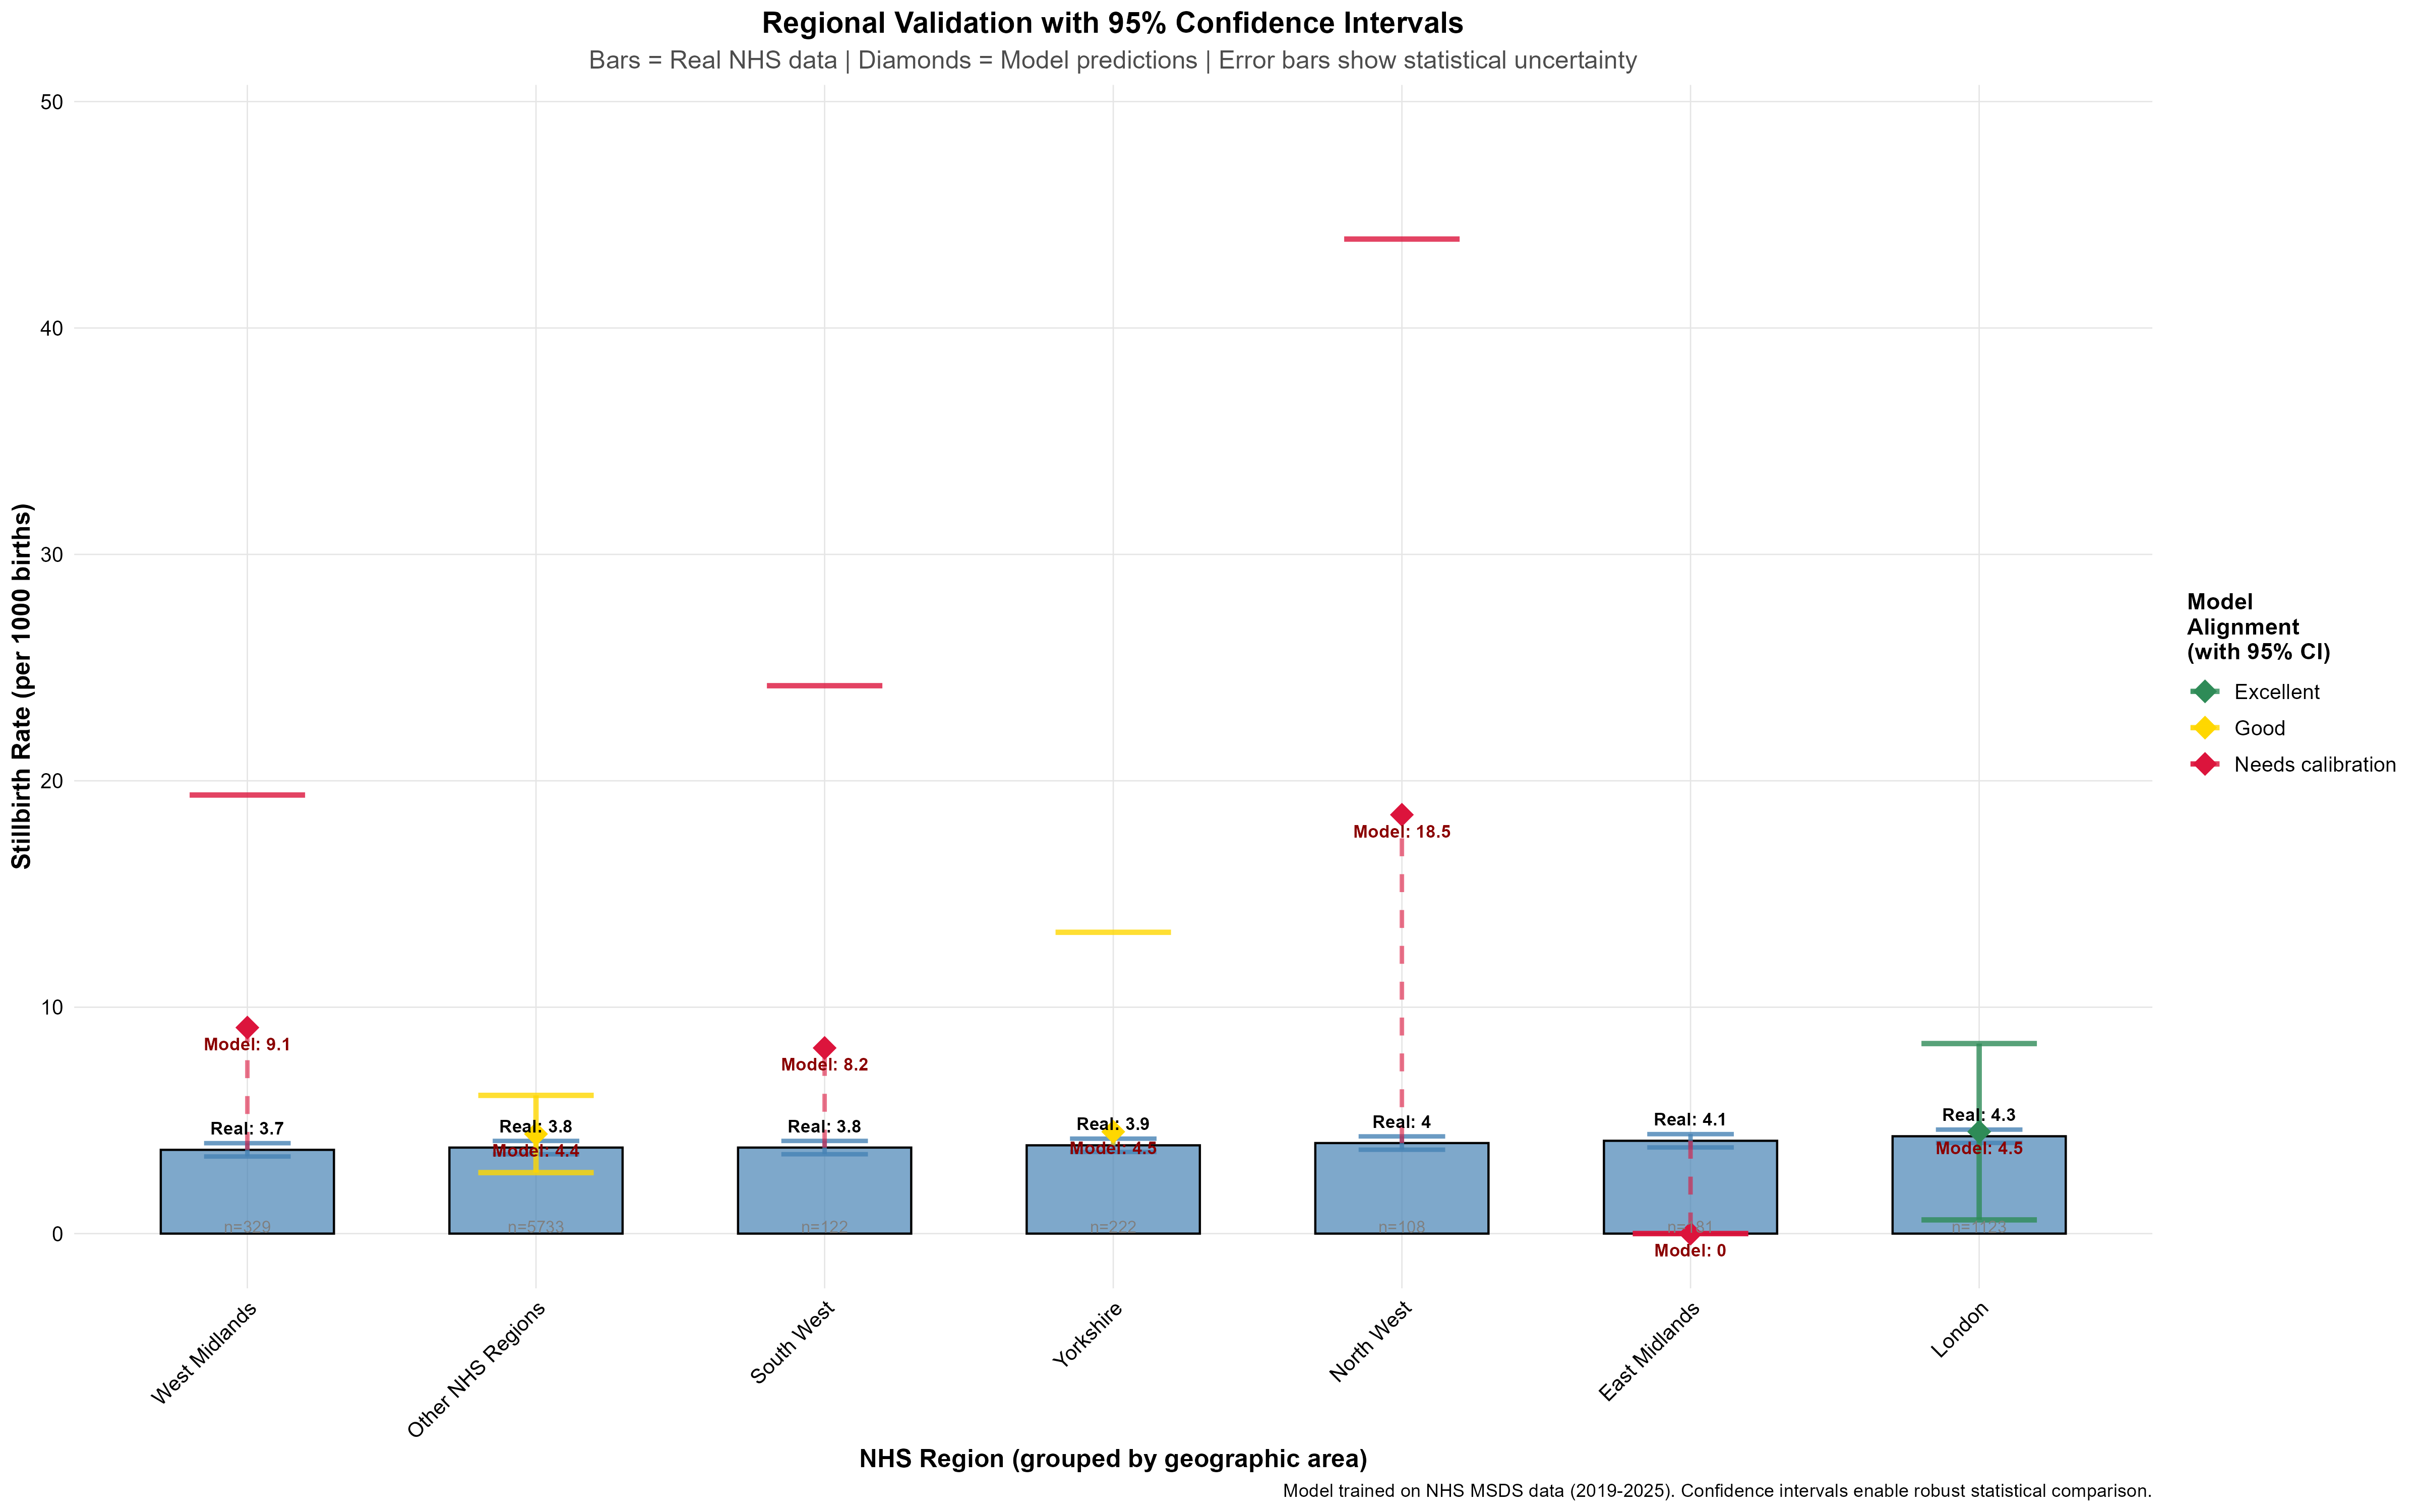 Regional Validation with 95% Confidence Intervals
Bars = Real NHS data | Diamonds = Model predictions | Error bars show statistical uncertainty
Stillbirth Rate (per 1000 births)
50
40
30
20
10
0
Model: 9.1
Real: 3.7
n=329
Real: 3.8
Model: 4.4
n=5733
Model: 8.2
Real: 3.8
n=122
Real: 3.9
Model: 4.5
n=222
Model: 18.5
Real: 4
n=108
Real: 4.1
Model: 0
Real: 4.3
Model: 4.5
n=1123
West Midlands
Other NHS Regions
South West
Yorkshire
North West
East Midlands
London
NHS Region (grouped by geographic area)
Model
Alignment
(with 95% CI)
Excellent
Good
Needs calibration
Model trained on NHS MSDS data (2019-2025). Confidence intervals enable robust statistical comparison.